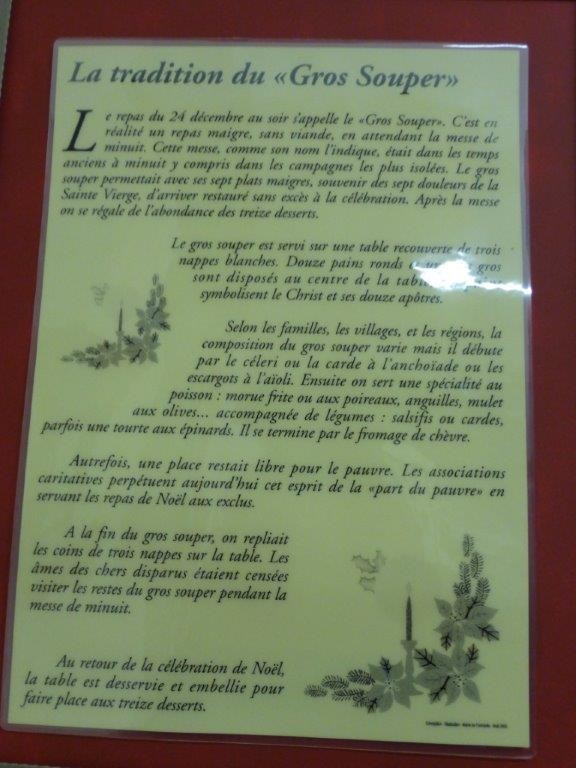 La tradition du «Gros Souper»
Le repas du 24 décembre au soir s'appelle le «Gros Souper». C'est en
réalité un repas maigre, sans viande, en attendant la messe de
minuit. Cette messe, comme son nom l'indique, était dans les temps
anciens à minuit y compris dans les campagnes les plus isolées. Le gros
souper permettait avec ses sept plats maigres, souvenir des sept douleurs de la
Sainte Vierge, d'arriver restauré sans excès à la célébration. Après la messe
on se régale de l'abondance des treize desserts.
Le gros souper est servi sur une table recouverte de trois
nappes blanches. Douze pains ronds gros
sont disposés au centre de la
symbolisent le Christ et ses douze apôtres.
Selon les familles, les villages, et les régions, la
composition du gros souper varie mais il débute
par le céleri ou la carde à l'anchoïade ou les
escargots à l'aïoli. Ensuite on sert une spécialité au
poisson : morue frite ou aux poireaux, anguilles, mulet
aux olives... accompagnée de légumes : salsifis ou cardes,
parfois une tourte aux épinards. Il se termine par le fromage de chèvre.
Autrefois, une place restait libre pour le pauvre. Les associations
caritatives perpétuent aujourd'hui cet esprit de la «part du pauvre» en
servant les repas de Noël aux exclus.
A la fin du gros souper, on repliait
les coins de trois nappes sur la table. Les
âmes des chers disparus étaient censées
visiter les restes du gros souper pendant la
messe de minuit.
Au retour de la célébration de Noël,
la table est desservie et embellie pour
faire place aux treize desserts.